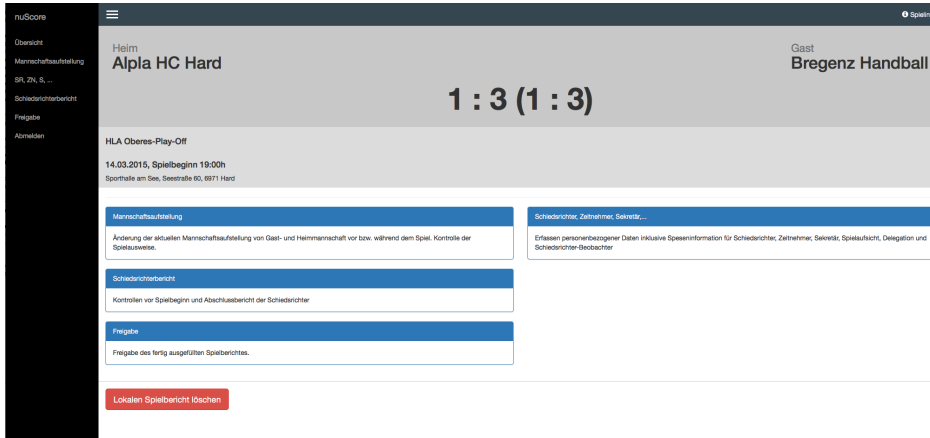 nuScore
Übersicht
Mannschaftsaufstellung
SR, ZN, S, ...
Schiedsrichterbericht
Freigabe
Abmelden
Spielin
Heim
Alpla HC Hard
Gast
Bregenz Handball
1 : 3 (1 : 3)
HLA Oberes-Play-Off
14.03.2015, Spielbeginn 19:00h
Sporthalle am See, Seestraße 60, 6971 Hard
Mannschaftsaufstellung
Änderung der aktuellen Mannschaftsaufstellung von Gast- und Heimmannschaft vor bzw. während dem Spiel. Kontrolle der
Spielausweise.
Schiedsrichter, Zeitnehmer, Sekretär,...
Erfassen personenbezogener Daten inklusive Speseninformation für Schiedsrichter, Zeitnehmer, Sekretär, Spielaufsicht, Delegation und
Schiedsrichter-Beobachter
Schiedsrichterbericht
Kontrollen vor Spielbeginn und Abschlussbericht der Schiedsrichter
Freigabe
Freigabe des fertig ausgefüllten Spielberichtes.
Lokalen Spielbericht löschen